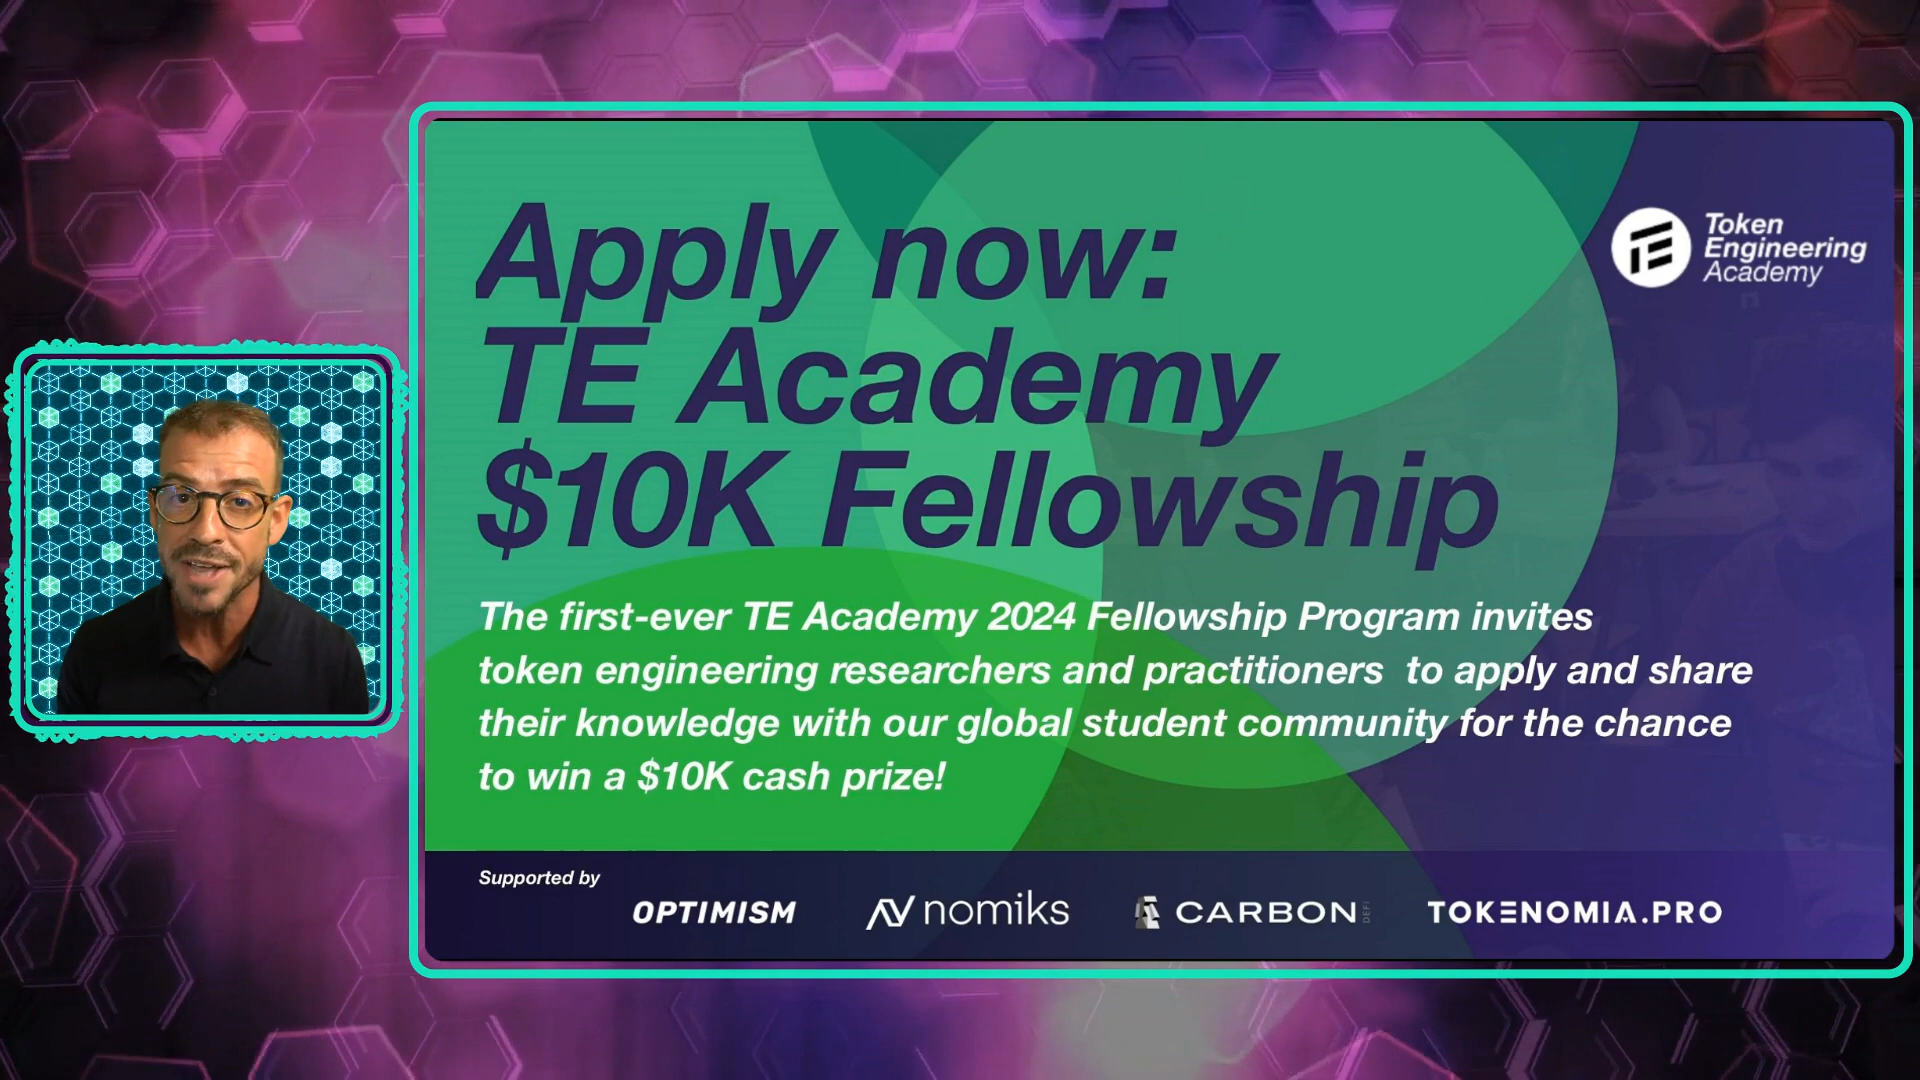 Apply now:
TE Academy
$10K Fellowship
Token
Engineering
Academy
The first-ever TE Academy 2024 Fellowship Program invites
token engineering researchers and practitioners to apply and share
their knowledge with our global student community for the chance
to win a $10K cash prize!
Supported by
OPTIMISM
nomiks
CARBON DEFI
TOKENOMIA.PRO